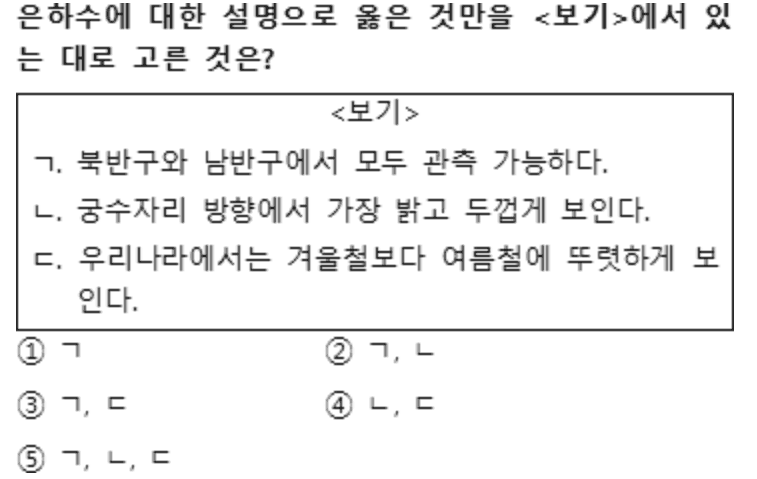 은하수에 대한 설명으로 옳은 것만을 <보기>에서 있
는 대로 고른 것은?
<보기>
ㄱ. 북반구와 남반구에서 모두 관측 가능하다.
ㄴ. 궁수자리 방향에서 가장 밝고 두껍게 보인다.
ㄷ. 우리나라에서는 겨울철보다 여름철에 뚜렷하게 보
인다.
① ㄱ ② ㄱ, ㄴ
③ ㄱ, ㄷ ④ ㄴ, ㄷ
⑤ ㄱ, ㄴ, ㄷ